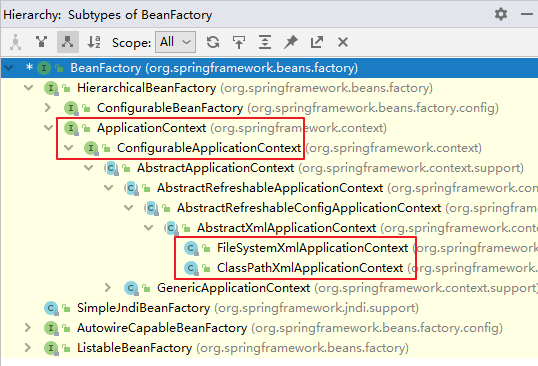 Hierarchy: Subtypes of BeanFactory
Scope: All
* BeanFactory (org.springframework.beans.factory)
HierarchicalBeanFactory (org.springframework.beans.factory)
ConfigurableBeanFactory (org.springframework.beans.factory.config)
ApplicationContext (org.springframework.context)
ConfigurableApplicationContext (org.springframework.context)
AbstractApplicationContext (org.springframework.context.support)
AbstractRefreshableApplicationContext (org.springframework.con
AbstractRefreshableConfigApplicationContext (org.springfram
AbstractXmlApplicationContext (org.springframework.conte
FileSystemXmlApplicationContext (org.springframework.
ClassPathXmlApplicationContext (org.springframework.c
GenericApplicationContext (org.springframework.context.support)
SimpleJndiBeanFactory (org.springframework.jndi.support)
AutowireCapableBeanFactory (org.springframework.beans.factory.config)
ListableBeanFactory (org.springframework.beans.factory)